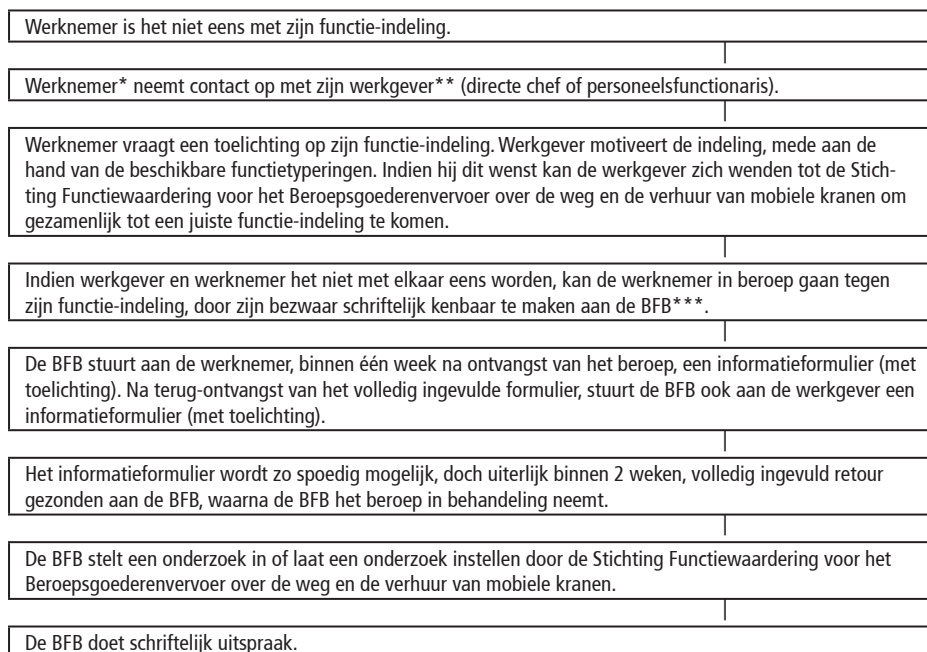 Werknemer is het niet eens met zijn functie-indeling.
Werknemer* neemt contact op met zijn werkgever** (directe chef of personeelsfunctionaris).
Werknemer vraagt een toelichting op zijn functie-indeling. Werkgever motiveert de indeling, mede aan de
hand van de beschikbare functietyperingen. Indien hij dit wenst kan de werkgever zich wenden tot de Stich-
ting Functiewaardering voor het Beroepsgoederenvervoer over de weg en de verhuur van mobiele kranen om
gezamenlijk tot een juiste functie-indeling te komen.
Indien werkgever en werknemer het niet met elkaar eens worden, kan de werknemer in beroep gaan tegen
zijn functie-indeling, door zijn bezwaar schriftelijk kenbaar te maken aan de BFB***.
De BFB stuurt aan de werknemer, binnen één week na ontvangst van het beroep, een informatieformulier (met
toelichting). Na terug-ontvangst van het volledig ingevulde formulier, stuurt de BFB ook aan de werkgever een
informatieformulier (met toelichting).
Het informatieformulier wordt zo spoedig mogelijk, doch uiterlijk binnen 2 weken, volledig ingevuld retour
gezonden aan de BFB, waarna de BFB het beroep in behandeling neemt.
De BFB stelt een onderzoek in of laat een onderzoek instellen door de Stichting Functiewaardering voor het
Beroepsgoederenvervoer over de weg en de verhuur van mobiele kranen.
De BFB doet schriftelijk uitspraak.